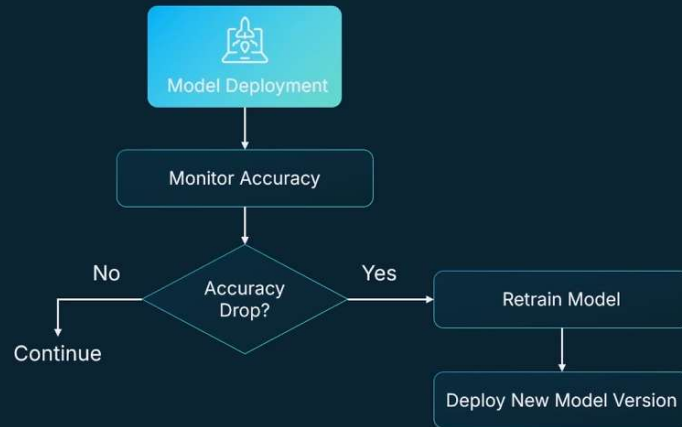 Model Deployment
Monitor Accuracy
Accuracy
Drop?
No
Yes
Continue
Retrain Model
Deploy New Model Version